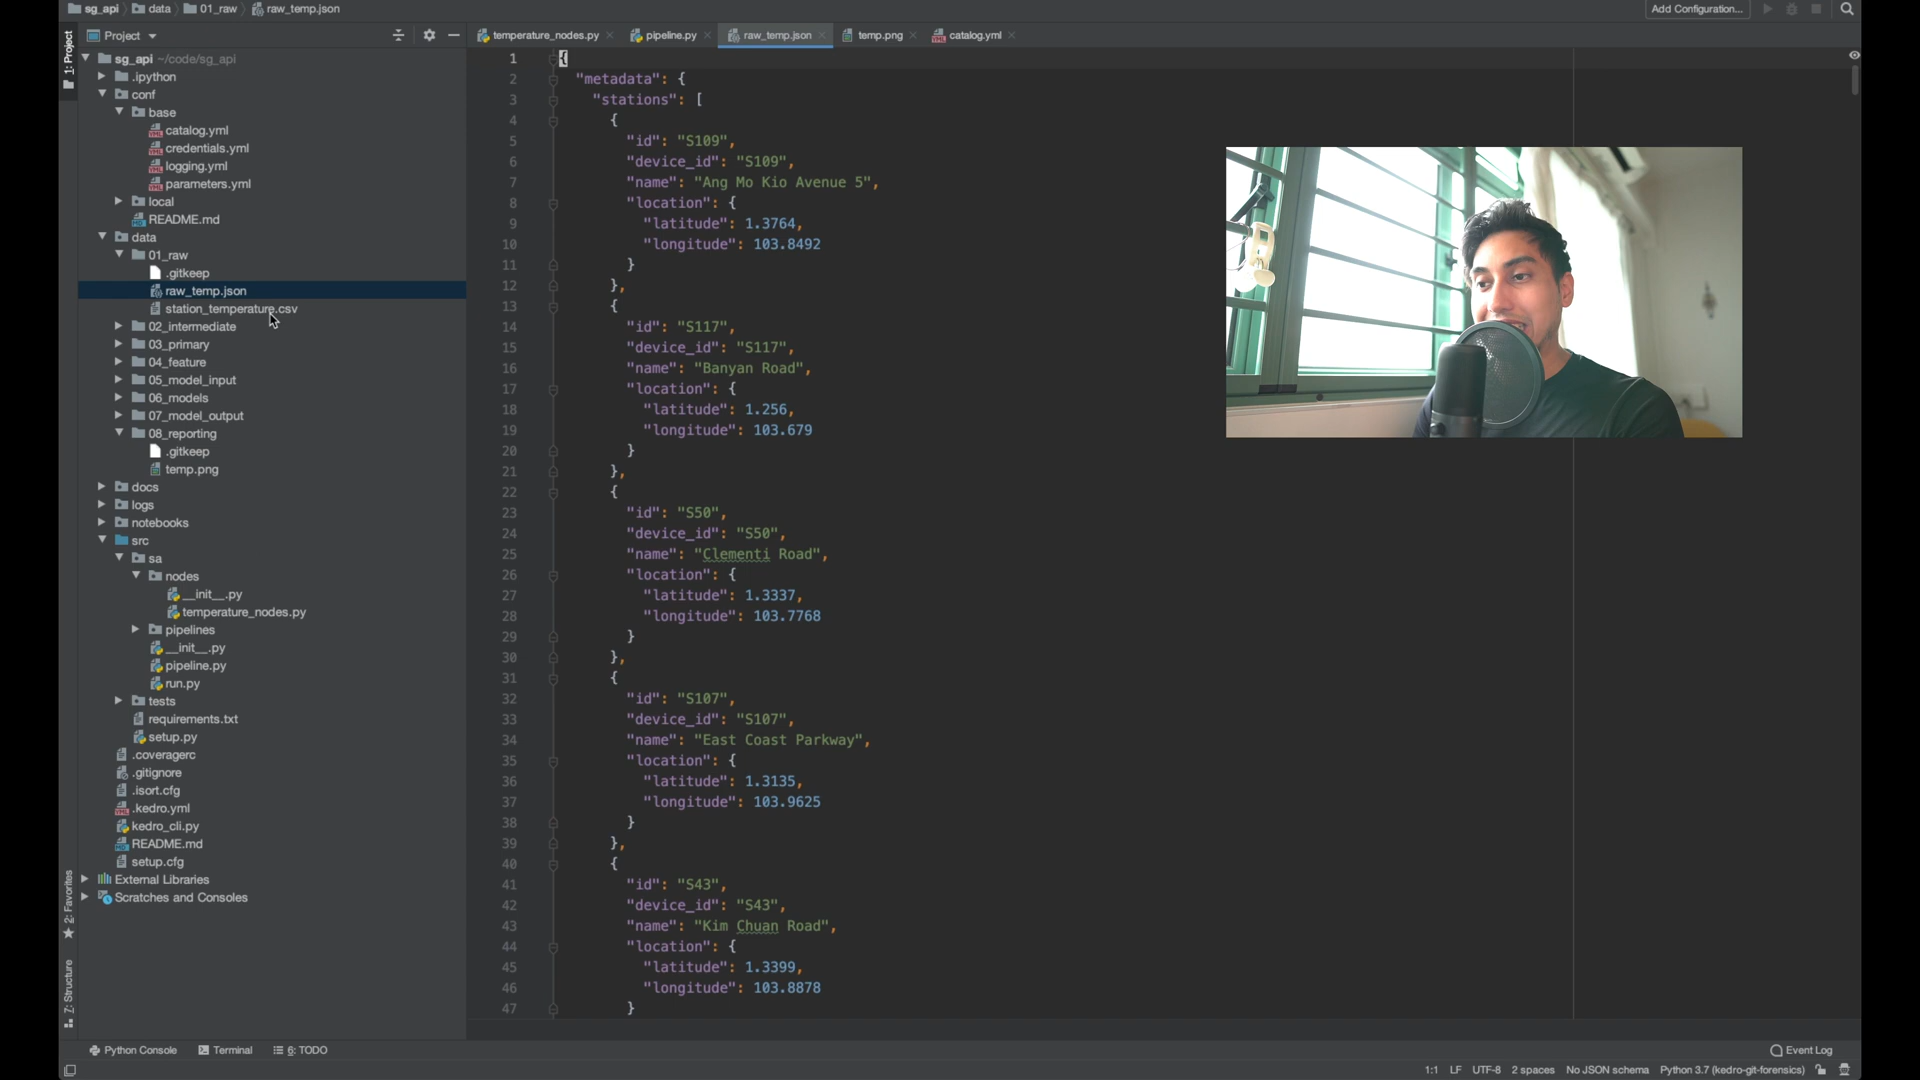 sg_api data 01_raw raw_temp.json
Add Configuration...
1: Project
Project
temperature_nodes.py
pipeline.py
raw_temp.json
temp.png
catalog.yml
sg_api ~/code/sg_api
.ipython
conf
base
catalog.yml
credentials.yml
logging.yml
parameters.yml
local
README.md
data
01_raw
.gitkeep
raw_temp.json
station_temperature.csv
02_intermediate
03_primary
04_feature
05_model_input
06_models
07_model_output
08_reporting
.gitkeep
temp.png
docs
logs
notebooks
src
sa
nodes
__init__.py
temperature_nodes.py
pipelines
__init__.py
pipeline.py
run.py
tests
requirements.txt
setup.py
.coveragerc
.gitignore
.isort.cfg
.kedro.yml
kedro_cli.py
README.md
setup.cfg
External Libraries
Scratches and Consoles
2: Favorites
7: Structure
1 {
2 "metadata": {
3 "stations": [
4 {
5 "id": "S109",
6 "device_id": "S109",
7 "name": "Ang Mo Kio Avenue 5",
8 "location": {
9 "latitude": 1.3764,
10 "longitude": 103.8492
11 }
12 },
13 {
14 "id": "S117",
15 "device_id": "S117",
16 "name": "Banyan Road",
17 "location": {
18 "latitude": 1.256,
19 "longitude": 103.679
20 }
21 },
22 {
23 "id": "S50",
24 "device_id": "S50",
25 "name": "Clementi Road",
26 "location": {
27 "latitude": 1.3337,
28 "longitude": 103.7768
29 }
30 },
31 {
32 "id": "S107",
33 "device_id": "S107",
34 "name": "East Coast Parkway",
35 "location": {
36 "latitude": 1.3135,
37 "longitude": 103.9625
38 }
39 },
40 {
41 "id": "S43",
42 "device_id": "S43",
43 "name": "Kim Chuan Road",
44 "location": {
45 "latitude": 1.3399,
46 "longitude": 103.8878
47 }
Python Console Terminal 6: TODO Event Log
1:1 LF UTF-8 2 spaces No JSON schema Python 3.7 (kedro-git-forensics)